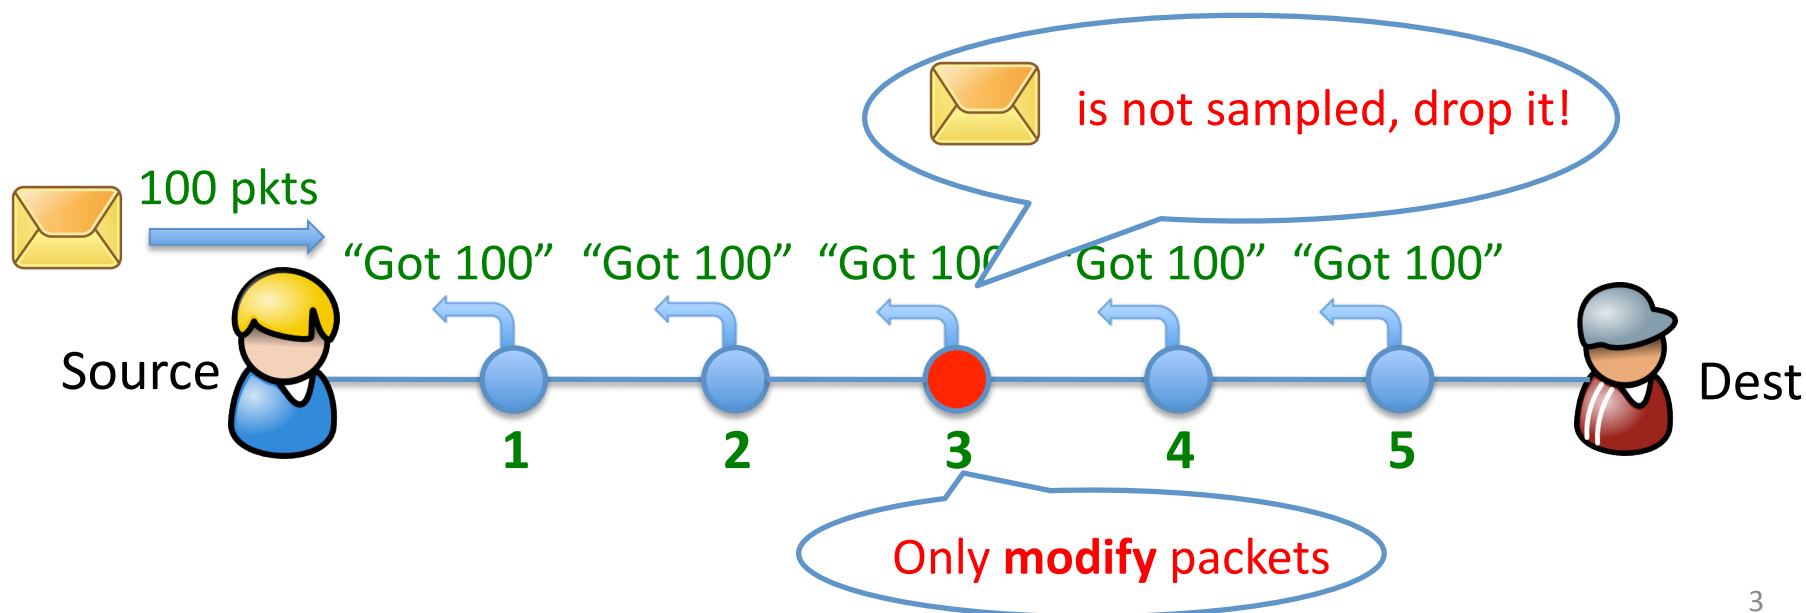 is not sampled, drop it!
100 pkts
“Got 100” “Got 100” “Got 100 Got 100” “Got 100”
Source
Dest
1 2 3 4 5
Only modify packets
3